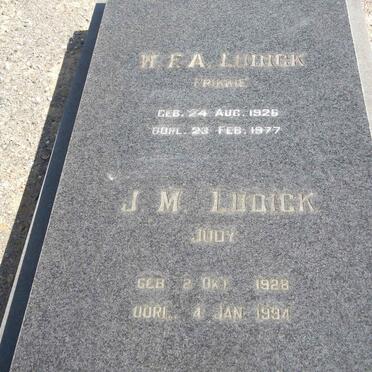 W. F. A. LUDICK
FRIKKIE
GEB. 24 AUG. 1926
OORL. 23 FEB. 1977
J. M. LUDICK
JUDY
GEB. 2 OKT. 1928
OORL. 4 JAN. 1994